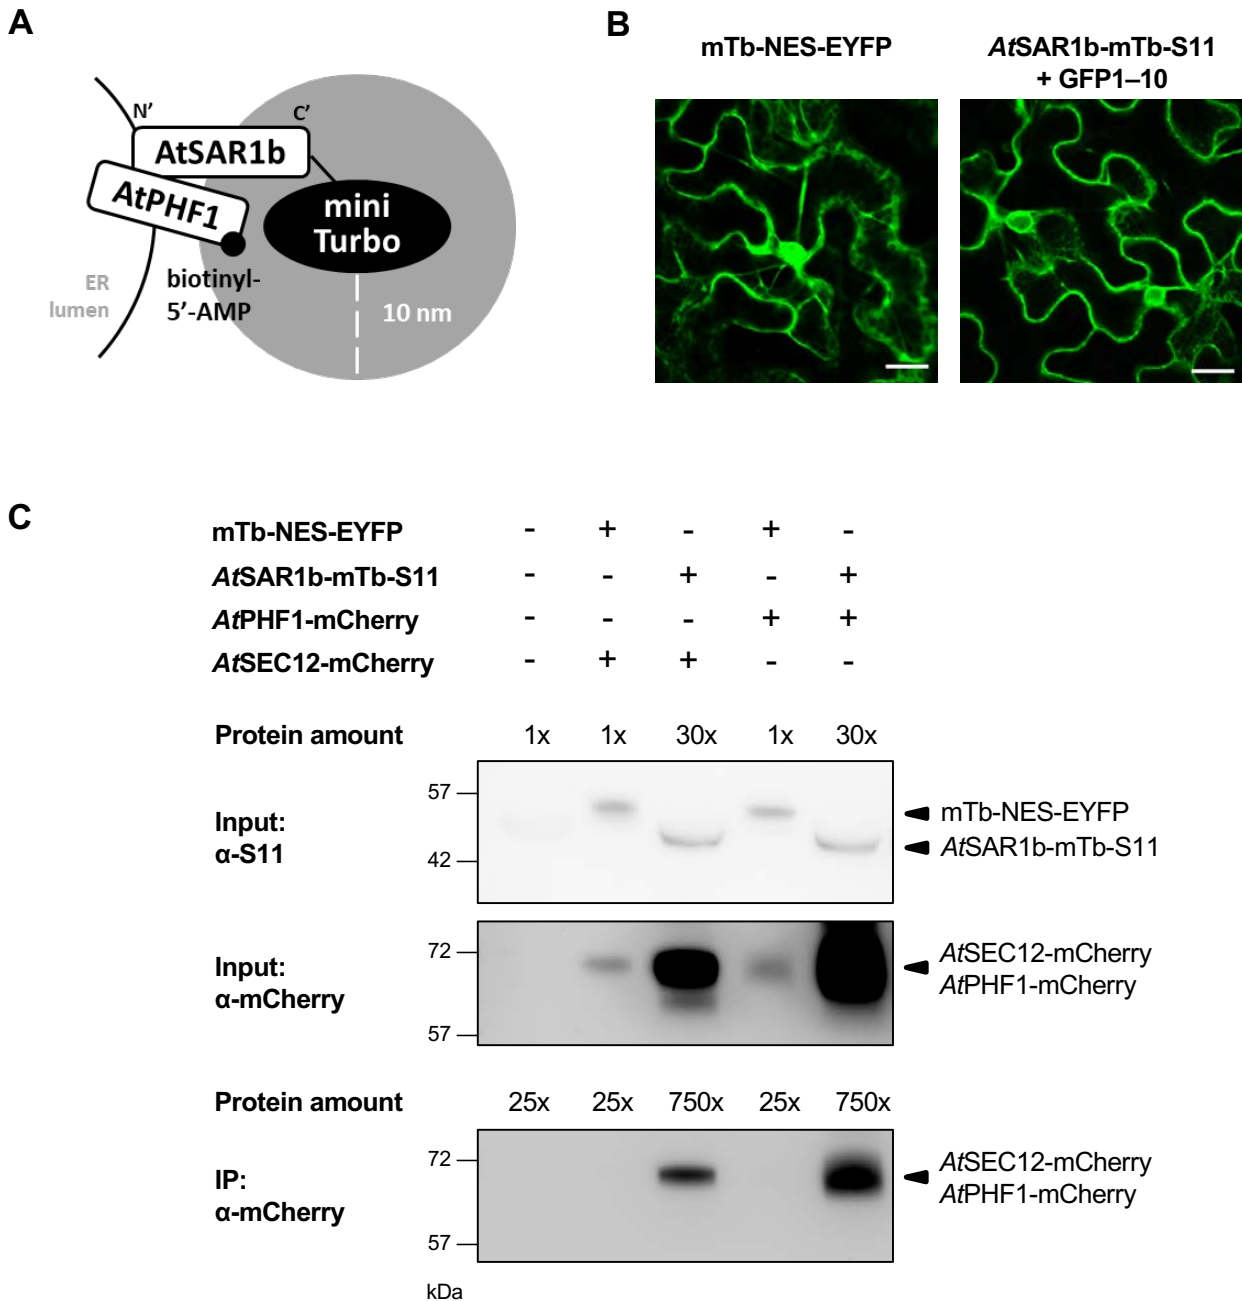 A
N'
C'
AtSAR1b
AtPHF1
mini
Turbo
ER
lumen
biotinyl-
5'-AMP
10 nm
B
mTb-NES-EYFP
AtSAR1b-mTb-S11
+ GFP1–10
C
mTb-NES-EYFP - + - + -
AtSAR1b-mTb-S11 - - + - +
AtPHF1-mCherry - - - + +
AtSEC12-mCherry - + + - -
Protein amount 1x 1x 30x 1x 30x
57
Input:
α-S11
42
mTb-NES-EYFP
AtSAR1b-mTb-S11
72
Input:
α-mCherry
57
AtSEC12-mCherry
AtPHF1-mCherry
Protein amount 25x 25x 750x 25x 750x
72
IP:
α-mCherry
57
AtSEC12-mCherry
AtPHF1-mCherry
kDa